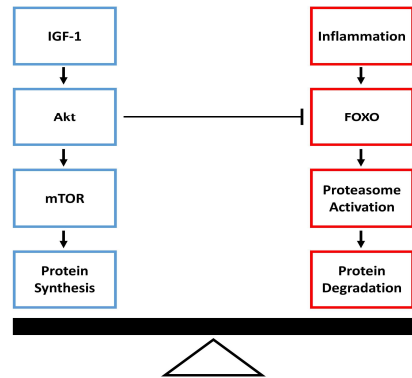 IGF-1
Akt
mTOR
Protein
Synthesis
Inflammation
FOXO
Proteasome
Activation
Protein
Degradation